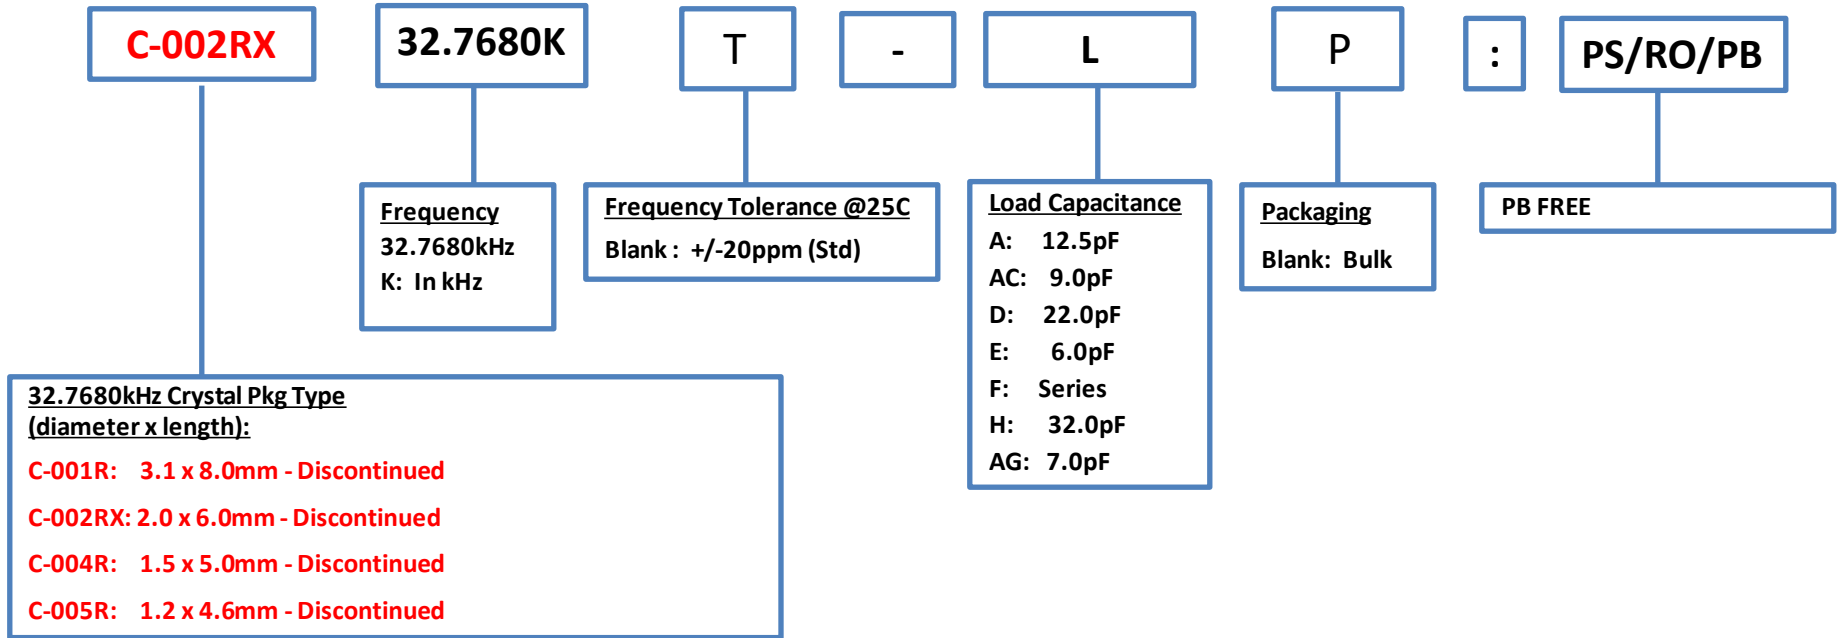 C-002RX 32.7680K T - L P : PS/RO/PB
Frequency
32.7680kHz
K: In kHz
Frequency Tolerance @25C
Blank : +/-20ppm (Std)
Load Capacitance
A: 12.5pF
AC: 9.0pF
D: 22.0pF
E: 6.0pF
F: Series
H: 32.0pF
AG: 7.0pF
Packaging
Blank: Bulk
PB FREE
32.7680kHz Crystal Pkg Type
(diameter x length):
C-001R: 3.1 x 8.0mm - Discontinued
C-002RX: 2.0 x 6.0mm - Discontinued
C-004R: 1.5 x 5.0mm - Discontinued
C-005R: 1.2 x 4.6mm - Discontinued